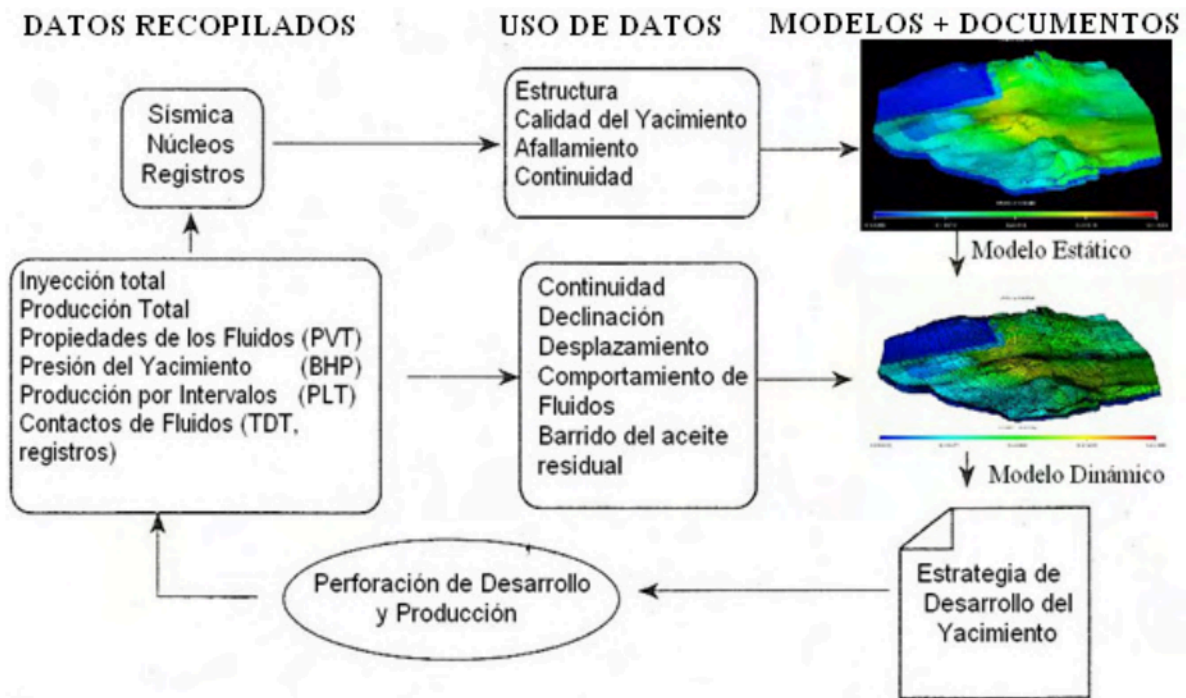 DATOS RECOPILADOS
USO DE DATOS
MODELOS + DOCUMENTOS
Sísmica
Núcleos
Registros
Estructura
Calidad del Yacimiento
Afallamiento
Continuidad
Modelo Estático
Inyección total
Producción Total
Propiedades de los Fluidos (PVT)
Presión del Yacimiento (BHP)
Producción por Intervalos (PLT)
Contactos de Fluidos (TDT,
registros)
Continuidad
Declinación
Desplazamiento
Comportamiento de
Fluidos
Barrido del aceite
residual
Modelo Dinámico
Estrategia de
Desarrollo del
Yacimiento
Perforación de Desarrollo
y Producción